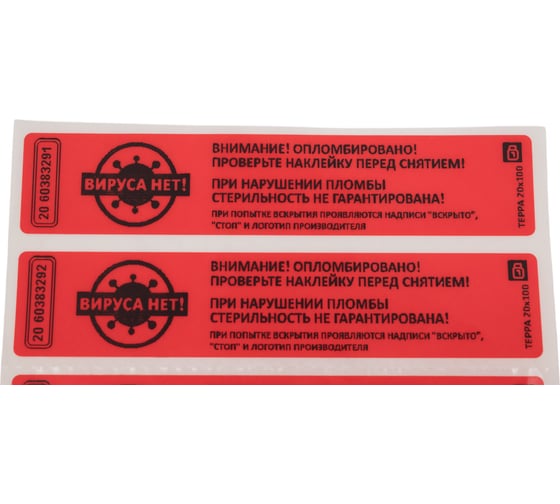 20 60383291
ВИРУСА НЕТ!
ВНИМАНИЕ! ОПЛОМБИРОВАНО!
ПРОВЕРЬТЕ НАКЛЕЙКУ ПЕРЕД СНЯТИЕМ!
ПРИ НАРУШЕНИИ ПЛОМБЫ
СТЕРИЛЬНОСТЬ НЕ ГАРАНТИРОВАНА!
ПРИ ПОПЫТКЕ ВСКРЫТИЯ ПРОЯВЛЯЮТСЯ НАДПИСИ "ВСКРЫТО",
"СТОП" И ЛОГОТИП ПРОИЗВОДИТЕЛЯ
ТЕРРА 20х100
20 60383292
ВИРУСА НЕТ!
ВНИМАНИЕ! ОПЛОМБИРОВАНО!
ПРОВЕРЬТЕ НАКЛЕЙКУ ПЕРЕД СНЯТИЕМ!
ПРИ НАРУШЕНИИ ПЛОМБЫ
СТЕРИЛЬНОСТЬ НЕ ГАРАНТИРОВАНА!
ПРИ ПОПЫТКЕ ВСКРЫТИЯ ПРОЯВЛЯЮТСЯ НАДПИСИ "ВСКРЫТО",
"СТОП" И ЛОГОТИП ПРОИЗВОДИТЕЛЯ
ТЕРРА 20х100